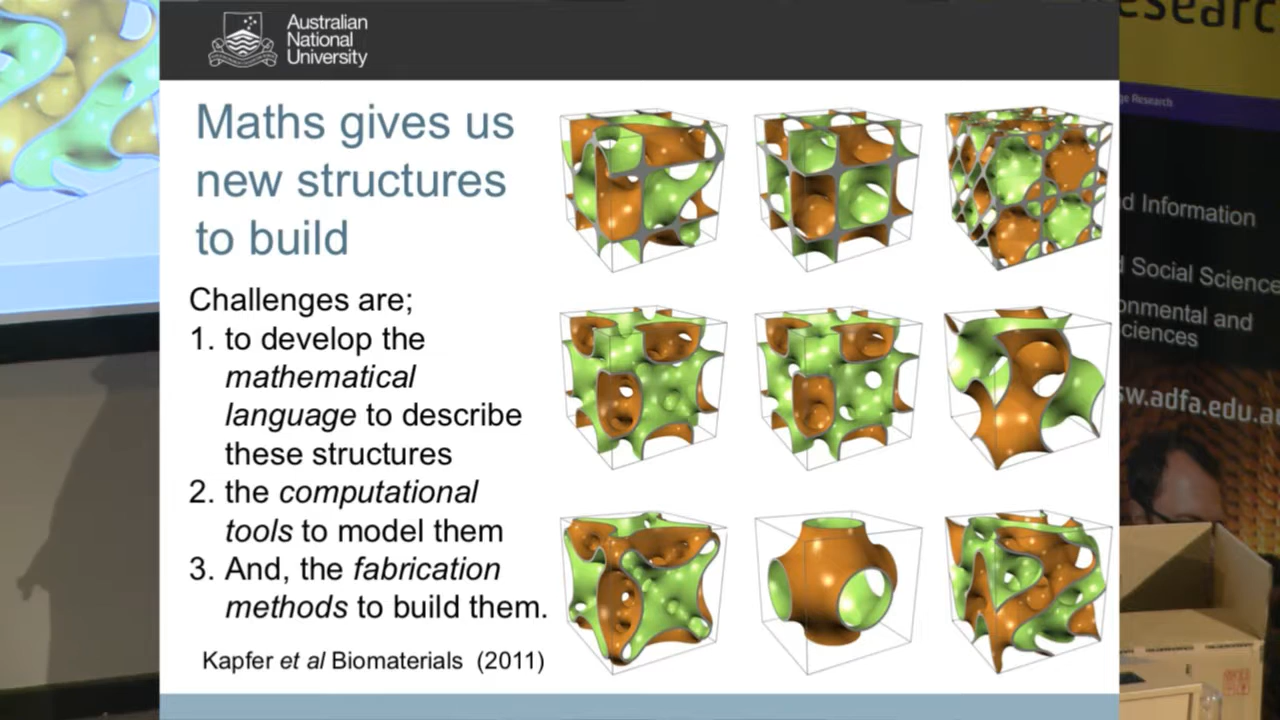 Australian
National
University
Maths gives us
new structures
to build
Challenges are;
1. to develop the
mathematical
language to describe
these structures
2. the computational
tools to model them
3. And, the fabrication
methods to build them.
Kapfer et al Biomaterials (2011)
Research
d Information
Social Science
onmental and
ciences
sw.adfa.edu.a